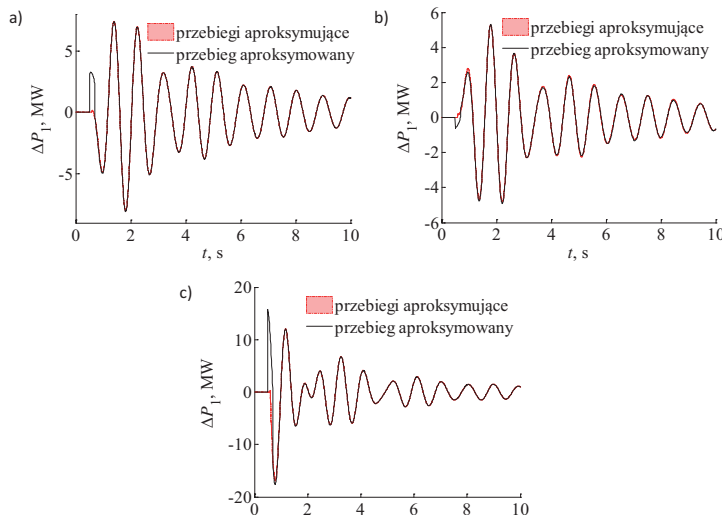 a)
przebiegi aproksymujące
przebieg aproksymowany
ΔP1, MW
5
0
-5
0 2 4 6 8 10
t, s
b)
przebiegi aproksymujące
przebieg aproksymowany
ΔP1, MW
6
4
2
0
-2
-4
-6
0 2 4 6 8 10
t, s
c)
przebiegi aproksymujące
przebieg aproksymowany
ΔP1, MW
20
10
0
-10
-20
0 2 4 6 8 10